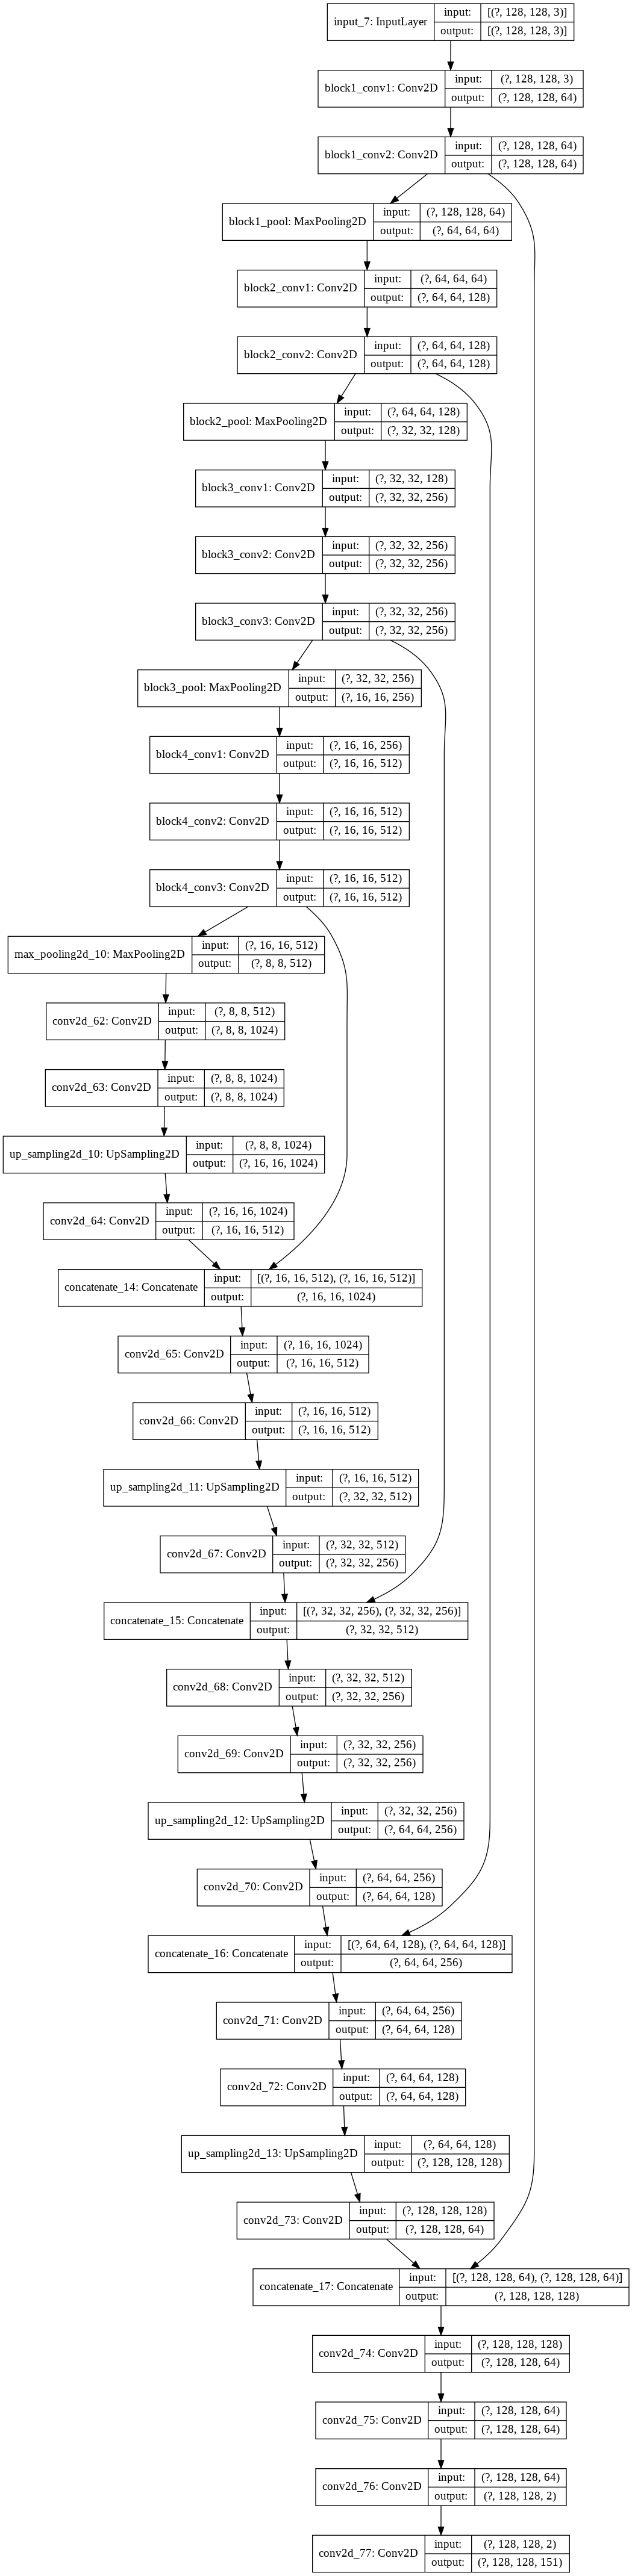 input_7: InputLayer
input: [(?, 128, 128, 3)]
output: [(?, 128, 128, 3)]
block1_conv1: Conv2D
input: (?, 128, 128, 3)
output: (?, 128, 128, 64)
block1_conv2: Conv2D
input: (?, 128, 128, 64)
output: (?, 128, 128, 64)
block1_pool: MaxPooling2D
input: (?, 128, 128, 64)
output: (?, 64, 64, 64)
block2_conv1: Conv2D
input: (?, 64, 64, 64)
output: (?, 64, 64, 128)
block2_conv2: Conv2D
input: (?, 64, 64, 128)
output: (?, 64, 64, 128)
block2_pool: MaxPooling2D
input: (?, 64, 64, 128)
output: (?, 32, 32, 128)
block3_conv1: Conv2D
input: (?, 32, 32, 128)
output: (?, 32, 32, 256)
block3_conv2: Conv2D
input: (?, 32, 32, 256)
output: (?, 32, 32, 256)
block3_conv3: Conv2D
input: (?, 32, 32, 256)
output: (?, 32, 32, 256)
block3_pool: MaxPooling2D
input: (?, 32, 32, 256)
output: (?, 16, 16, 256)
block4_conv1: Conv2D
input: (?, 16, 16, 256)
output: (?, 16, 16, 512)
block4_conv2: Conv2D
input: (?, 16, 16, 512)
output: (?, 16, 16, 512)
block4_conv3: Conv2D
input: (?, 16, 16, 512)
output: (?, 16, 16, 512)
max_pooling2d_10: MaxPooling2D
input: (?, 16, 16, 512)
output: (?, 8, 8, 512)
conv2d_62: Conv2D
input: (?, 8, 8, 512)
output: (?, 8, 8, 1024)
conv2d_63: Conv2D
input: (?, 8, 8, 1024)
output: (?, 8, 8, 1024)
up_sampling2d_10: UpSampling2D
input: (?, 8, 8, 1024)
output: (?, 16, 16, 1024)
conv2d_64: Conv2D
input: (?, 16, 16, 1024)
output: (?, 16, 16, 512)
concatenate_14: Concatenate
input: [(?, 16, 16, 512), (?, 16, 16, 512)]
output: (?, 16, 16, 1024)
conv2d_65: Conv2D
input: (?, 16, 16, 1024)
output: (?, 16, 16, 512)
conv2d_66: Conv2D
input: (?, 16, 16, 512)
output: (?, 16, 16, 512)
up_sampling2d_11: UpSampling2D
input: (?, 16, 16, 512)
output: (?, 32, 32, 512)
conv2d_67: Conv2D
input: (?, 32, 32, 512)
output: (?, 32, 32, 256)
concatenate_15: Concatenate
input: [(?, 32, 32, 256), (?, 32, 32, 256)]
output: (?, 32, 32, 512)
conv2d_68: Conv2D
input: (?, 32, 32, 512)
output: (?, 32, 32, 256)
conv2d_69: Conv2D
input: (?, 32, 32, 256)
output: (?, 32, 32, 256)
up_sampling2d_12: UpSampling2D
input: (?, 32, 32, 256)
output: (?, 64, 64, 256)
conv2d_70: Conv2D
input: (?, 64, 64, 256)
output: (?, 64, 64, 128)
concatenate_16: Concatenate
input: [(?, 64, 64, 128), (?, 64, 64, 128)]
output: (?, 64, 64, 256)
conv2d_71: Conv2D
input: (?, 64, 64, 256)
output: (?, 64, 64, 128)
conv2d_72: Conv2D
input: (?, 64, 64, 128)
output: (?, 64, 64, 128)
up_sampling2d_13: UpSampling2D
input: (?, 64, 64, 128)
output: (?, 128, 128, 128)
conv2d_73: Conv2D
input: (?, 128, 128, 128)
output: (?, 128, 128, 64)
concatenate_17: Concatenate
input: [(?, 128, 128, 64), (?, 128, 128, 64)]
output: (?, 128, 128, 128)
conv2d_74: Conv2D
input: (?, 128, 128, 128)
output: (?, 128, 128, 64)
conv2d_75: Conv2D
input: (?, 128, 128, 64)
output: (?, 128, 128, 64)
conv2d_76: Conv2D
input: (?, 128, 128, 64)
output: (?, 128, 128, 2)
conv2d_77: Conv2D
input: (?, 128, 128, 2)
output: (?, 128, 128, 151)